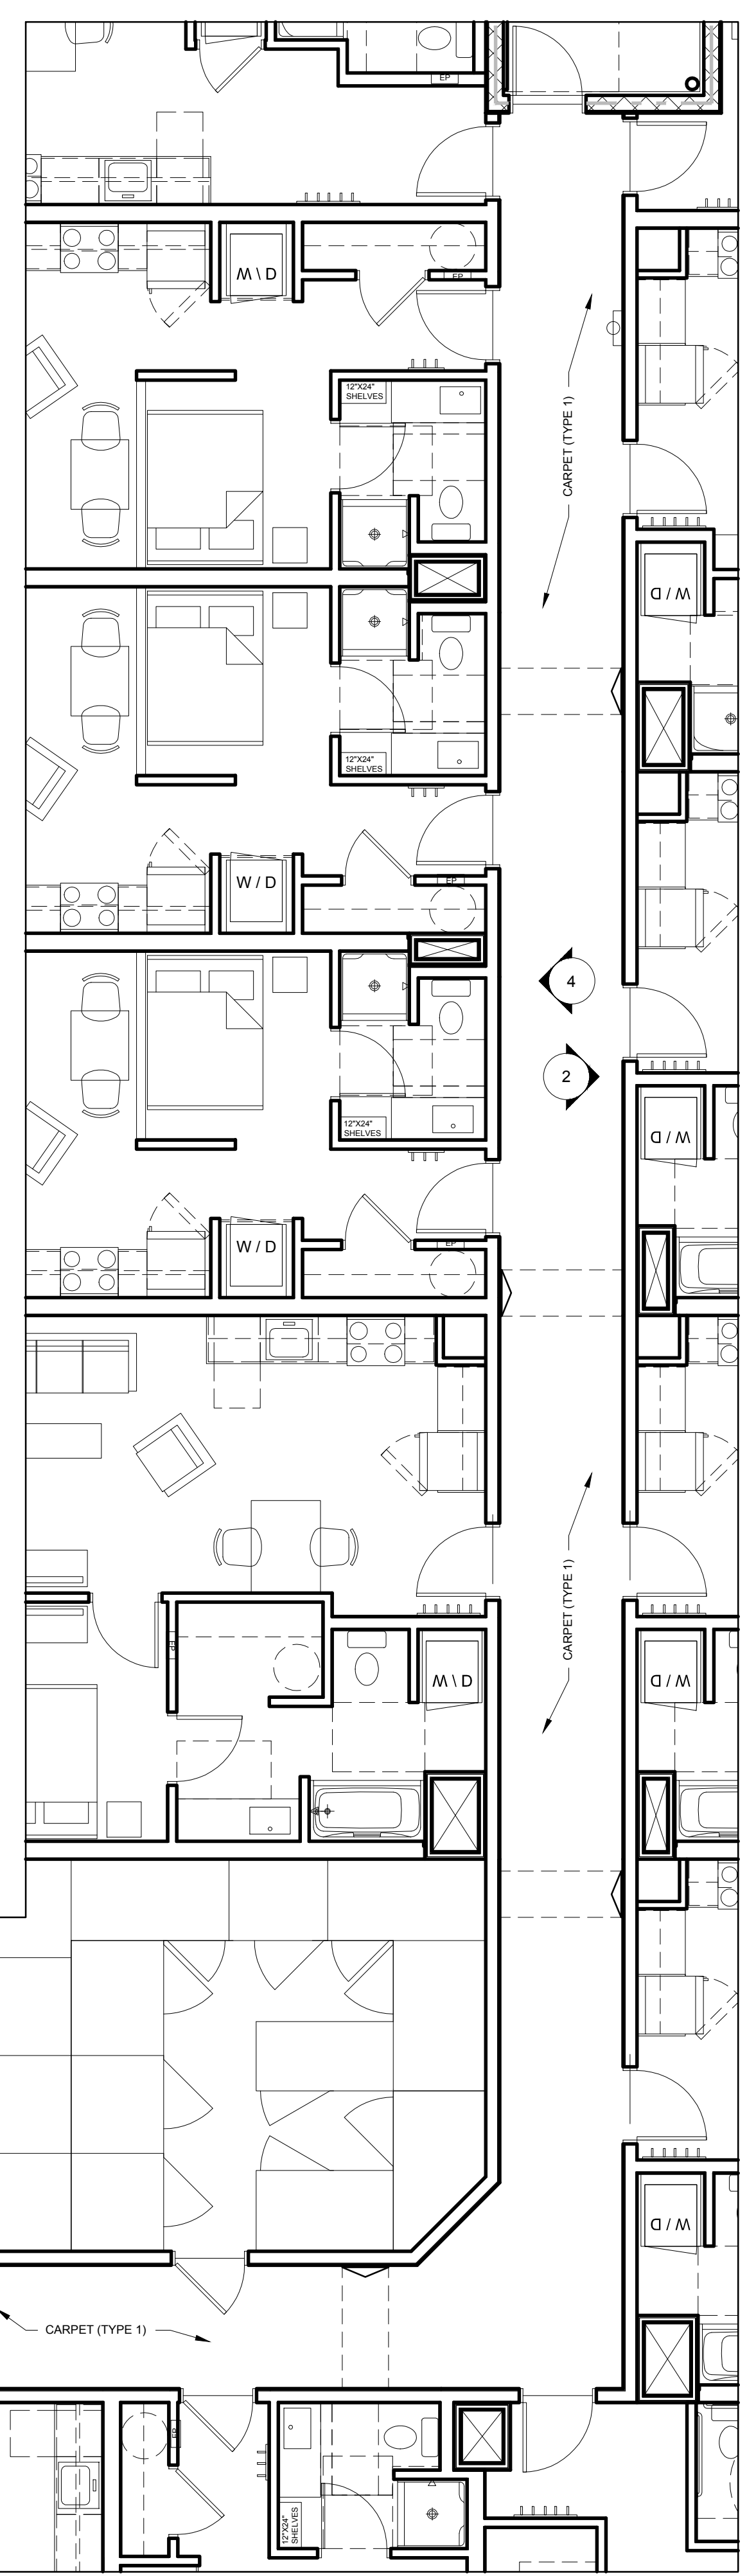 EP
W \ D
EP
12"X24"
SHELVES
CARPET (TYPE 1)
W / D
12"X24"
SHELVES
W / D
EP
4
2
12"X24"
SHELVES
W / D
W / D
EP
CARPET (TYPE 1)
EP
W \ D
W / D
W / D
CARPET (TYPE 1)
EP
12"X24"
SHELVES